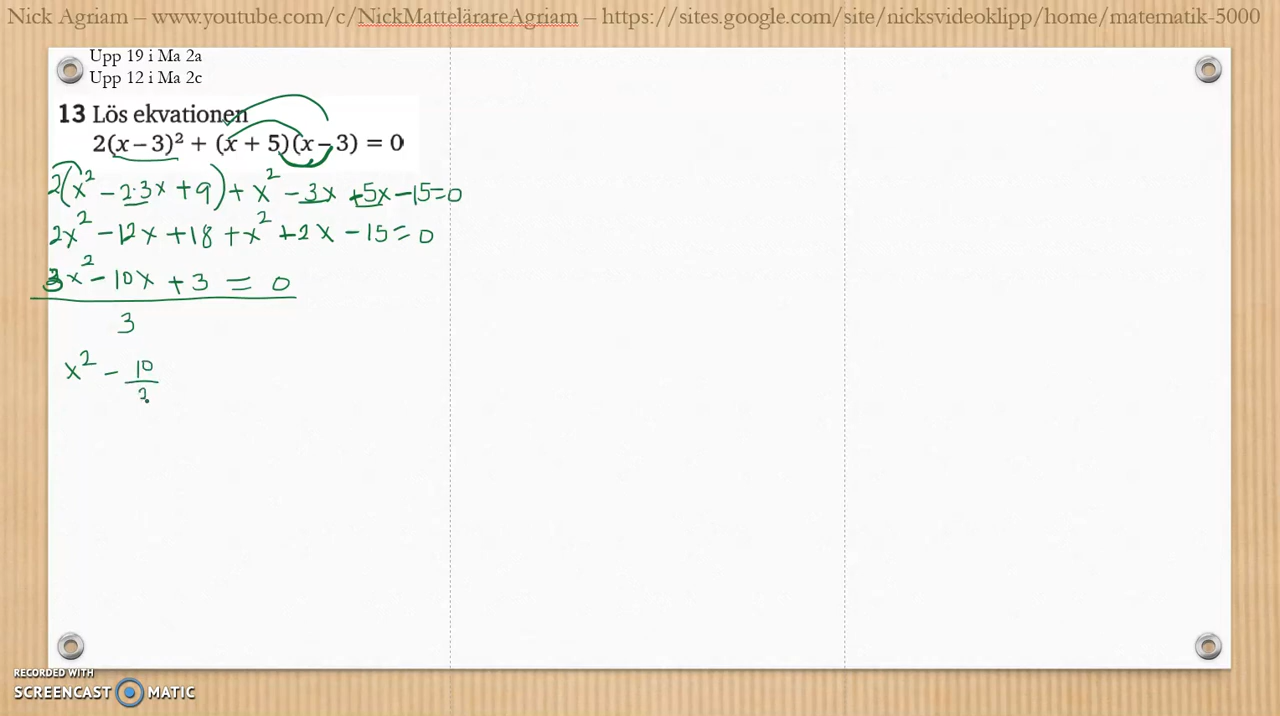 Nick Agriam – www.youtube.com/c/NickMattelärareAgriam – https://sites.google.com/site/nicksvideoklipp/home/matematik-5000
Upp 19 i Ma 2a
Upp 12 i Ma 2c
13 Lös ekvationen
2(x − 3)² + (x + 5)(x − 3) = 0
2(x² − 2·3x + 9) + x² − 3x + 5x − 15 = 0
2x² − 12x + 18 + x² + 2x − 15 = 0
3x² − 10x + 3 = 0
3
x² − 10/3
RECORDED WITH
SCREENCAST MATIC